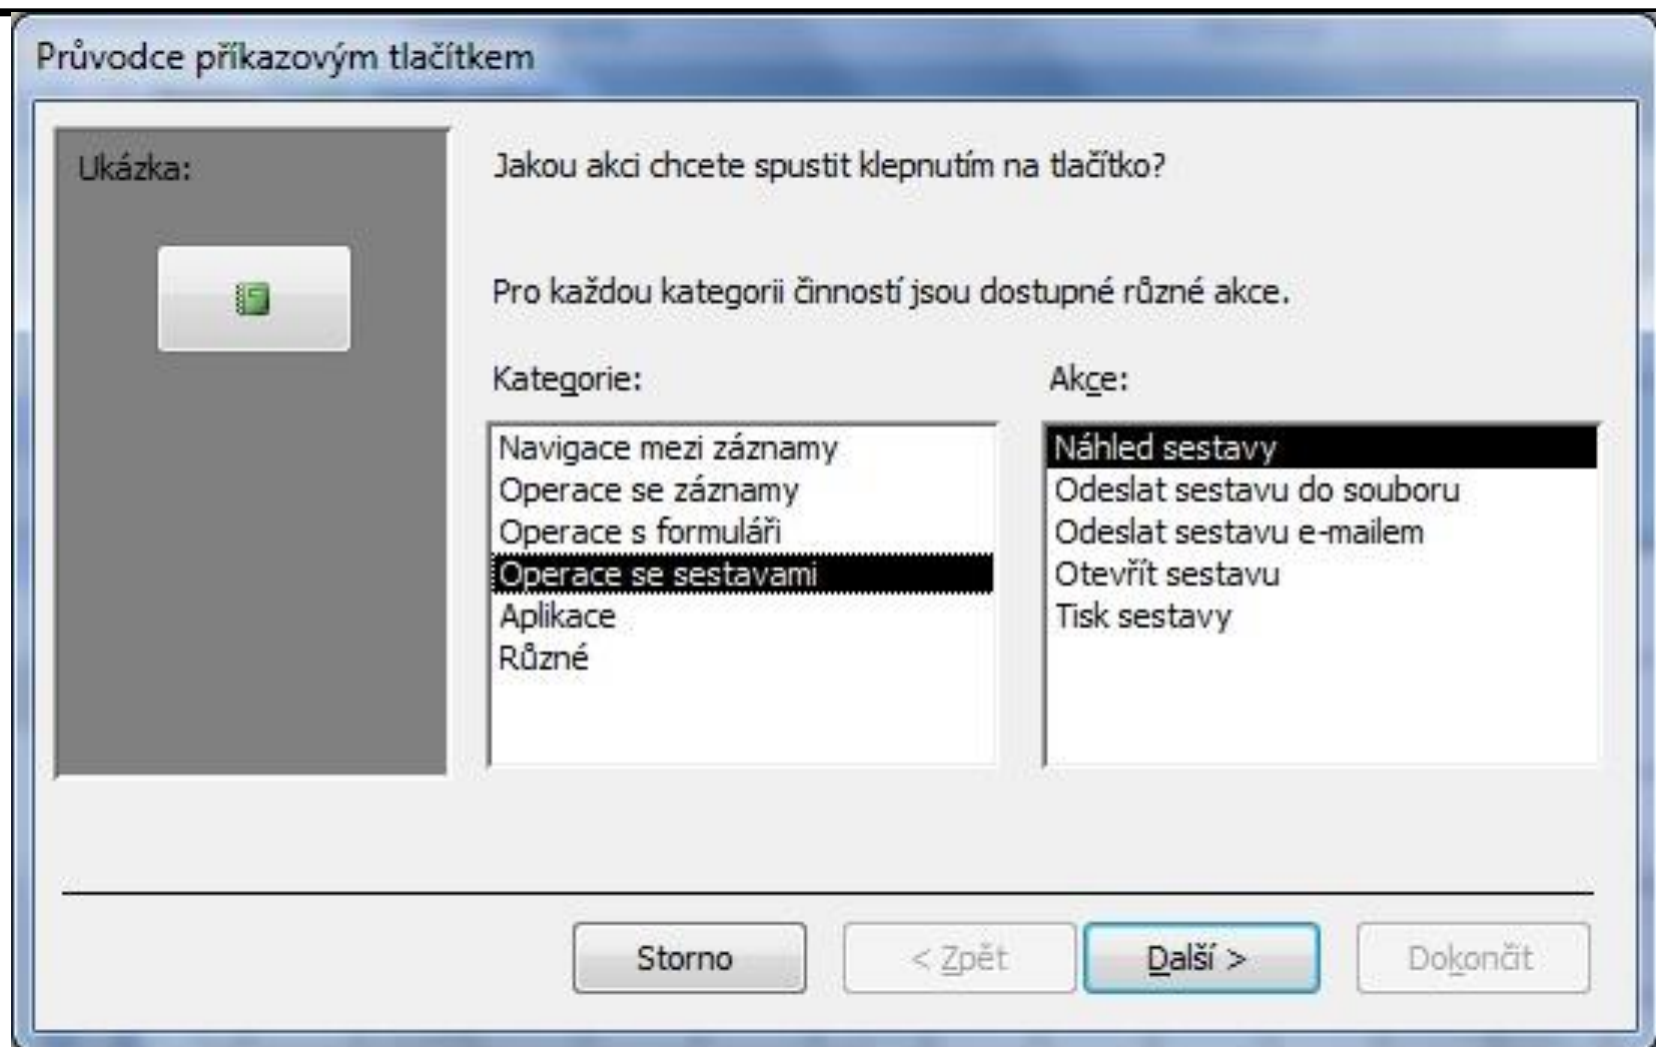 Průvodce příkazovým tlačítkem
Ukázka:
Jakou akci chcete spustit klepnutím na tlačítko?
Pro každou kategorii činností jsou dostupné různé akce.
Kategorie:
Navigace mezi záznamy
Operace se záznamy
Operace s formuláři
Operace se sestavami
Aplikace
Různé
Akce:
Náhled sestavy
Odeslat sestavu do souboru
Odeslat sestavu e-mailem
Otevřít sestavu
Tisk sestavy
Storno
< Zpět
Další >
Dokončit